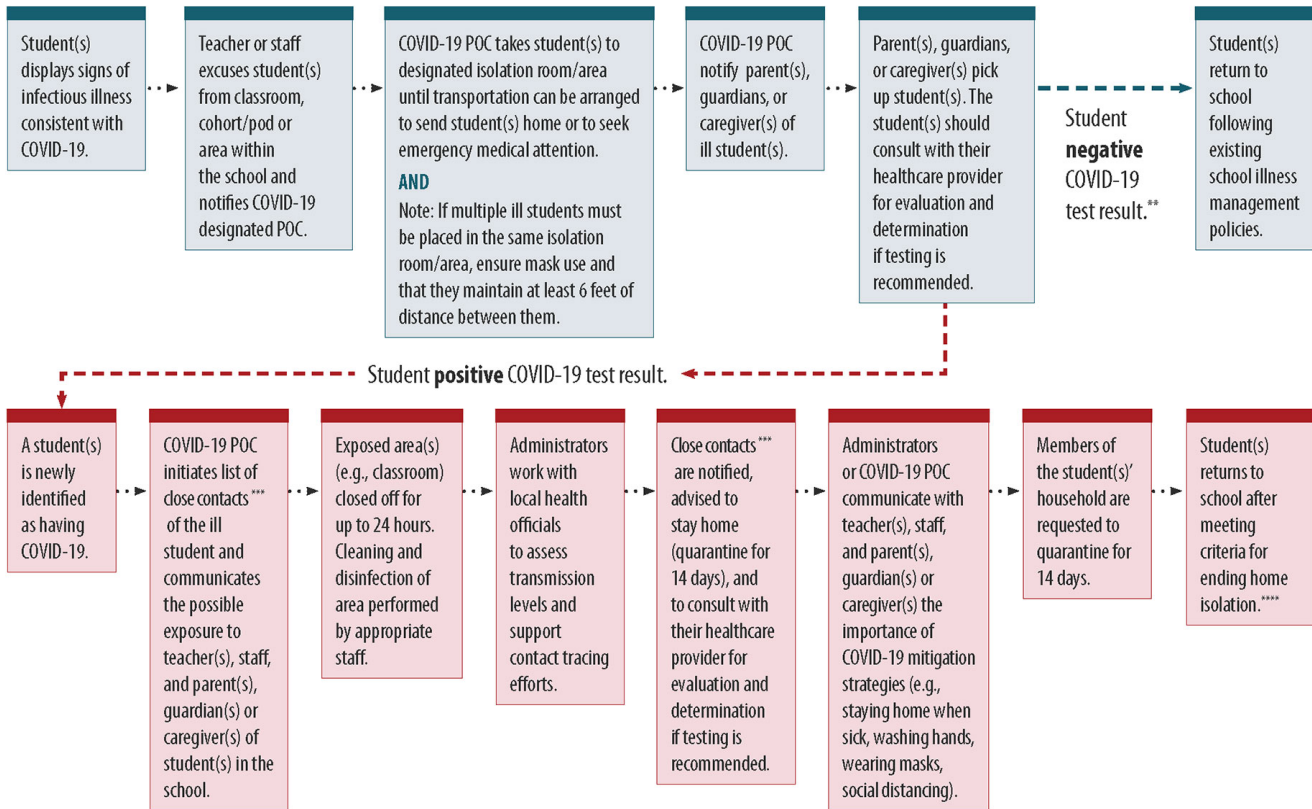 Student(s)
displays signs of
infectious illness
consistent with
COVID-19.
Teacher or staff
excuses student(s)
from classroom,
cohort/pod or
area within
the school and
notifies COVID-19
designated POC.
COVID-19 POC takes student(s) to
designated isolation room/area
until transportation can be arranged
to send student(s) home or to seek
emergency medical attention.
AND
Note: If multiple ill students must
be placed in the same isolation
room/area, ensure mask use and
that they maintain at least 6 feet of
distance between them.
COVID-19 POC
notify parent(s),
guardians, or
caregiver(s) of
ill student(s).
Parent(s), guardians,
or caregiver(s) pick
up student(s). The
student(s) should
consult with their
healthcare provider
for evaluation and
determination
if testing is
recommended.
Student
negative
COVID-19
test result.**
Student(s)
return to
school
following
existing
school illness
management
policies.
Student positive COVID-19 test result.
A student(s)
is newly
identified
as having
COVID-19.
COVID-19 POC
initiates list of
close contacts***
of the ill
student and
communicates
the possible
exposure to
teacher(s), staff,
and parent(s),
guardian(s) or
caregiver(s) of
student(s) in the
school.
Exposed area(s)
(e.g., classroom)
closed off for
up to 24 hours.
Cleaning and
disinfection of
area performed
by appropriate
staff.
Administrators
work with
local health
officials
to assess
transmission
levels and
support
contact tracing
efforts.
Close contacts***
are notified,
advised to
stay home
(quarantine for
14 days), and
to consult with
their healthcare
provider for
evaluation and
determination
if testing is
recommended.
Administrators
or COVID-19 POC
communicate with
teacher(s), staff,
and parent(s),
guardian(s) or
caregiver(s) the
importance of
COVID-19 mitigation
strategies (e.g.,
staying home when
sick, washing hands,
wearing masks,
social distancing).
Members of
the student(s)'
household are
requested to
quarantine for
14 days.
Student(s)
returns to
school after
meeting
criteria for
ending home
isolation.****